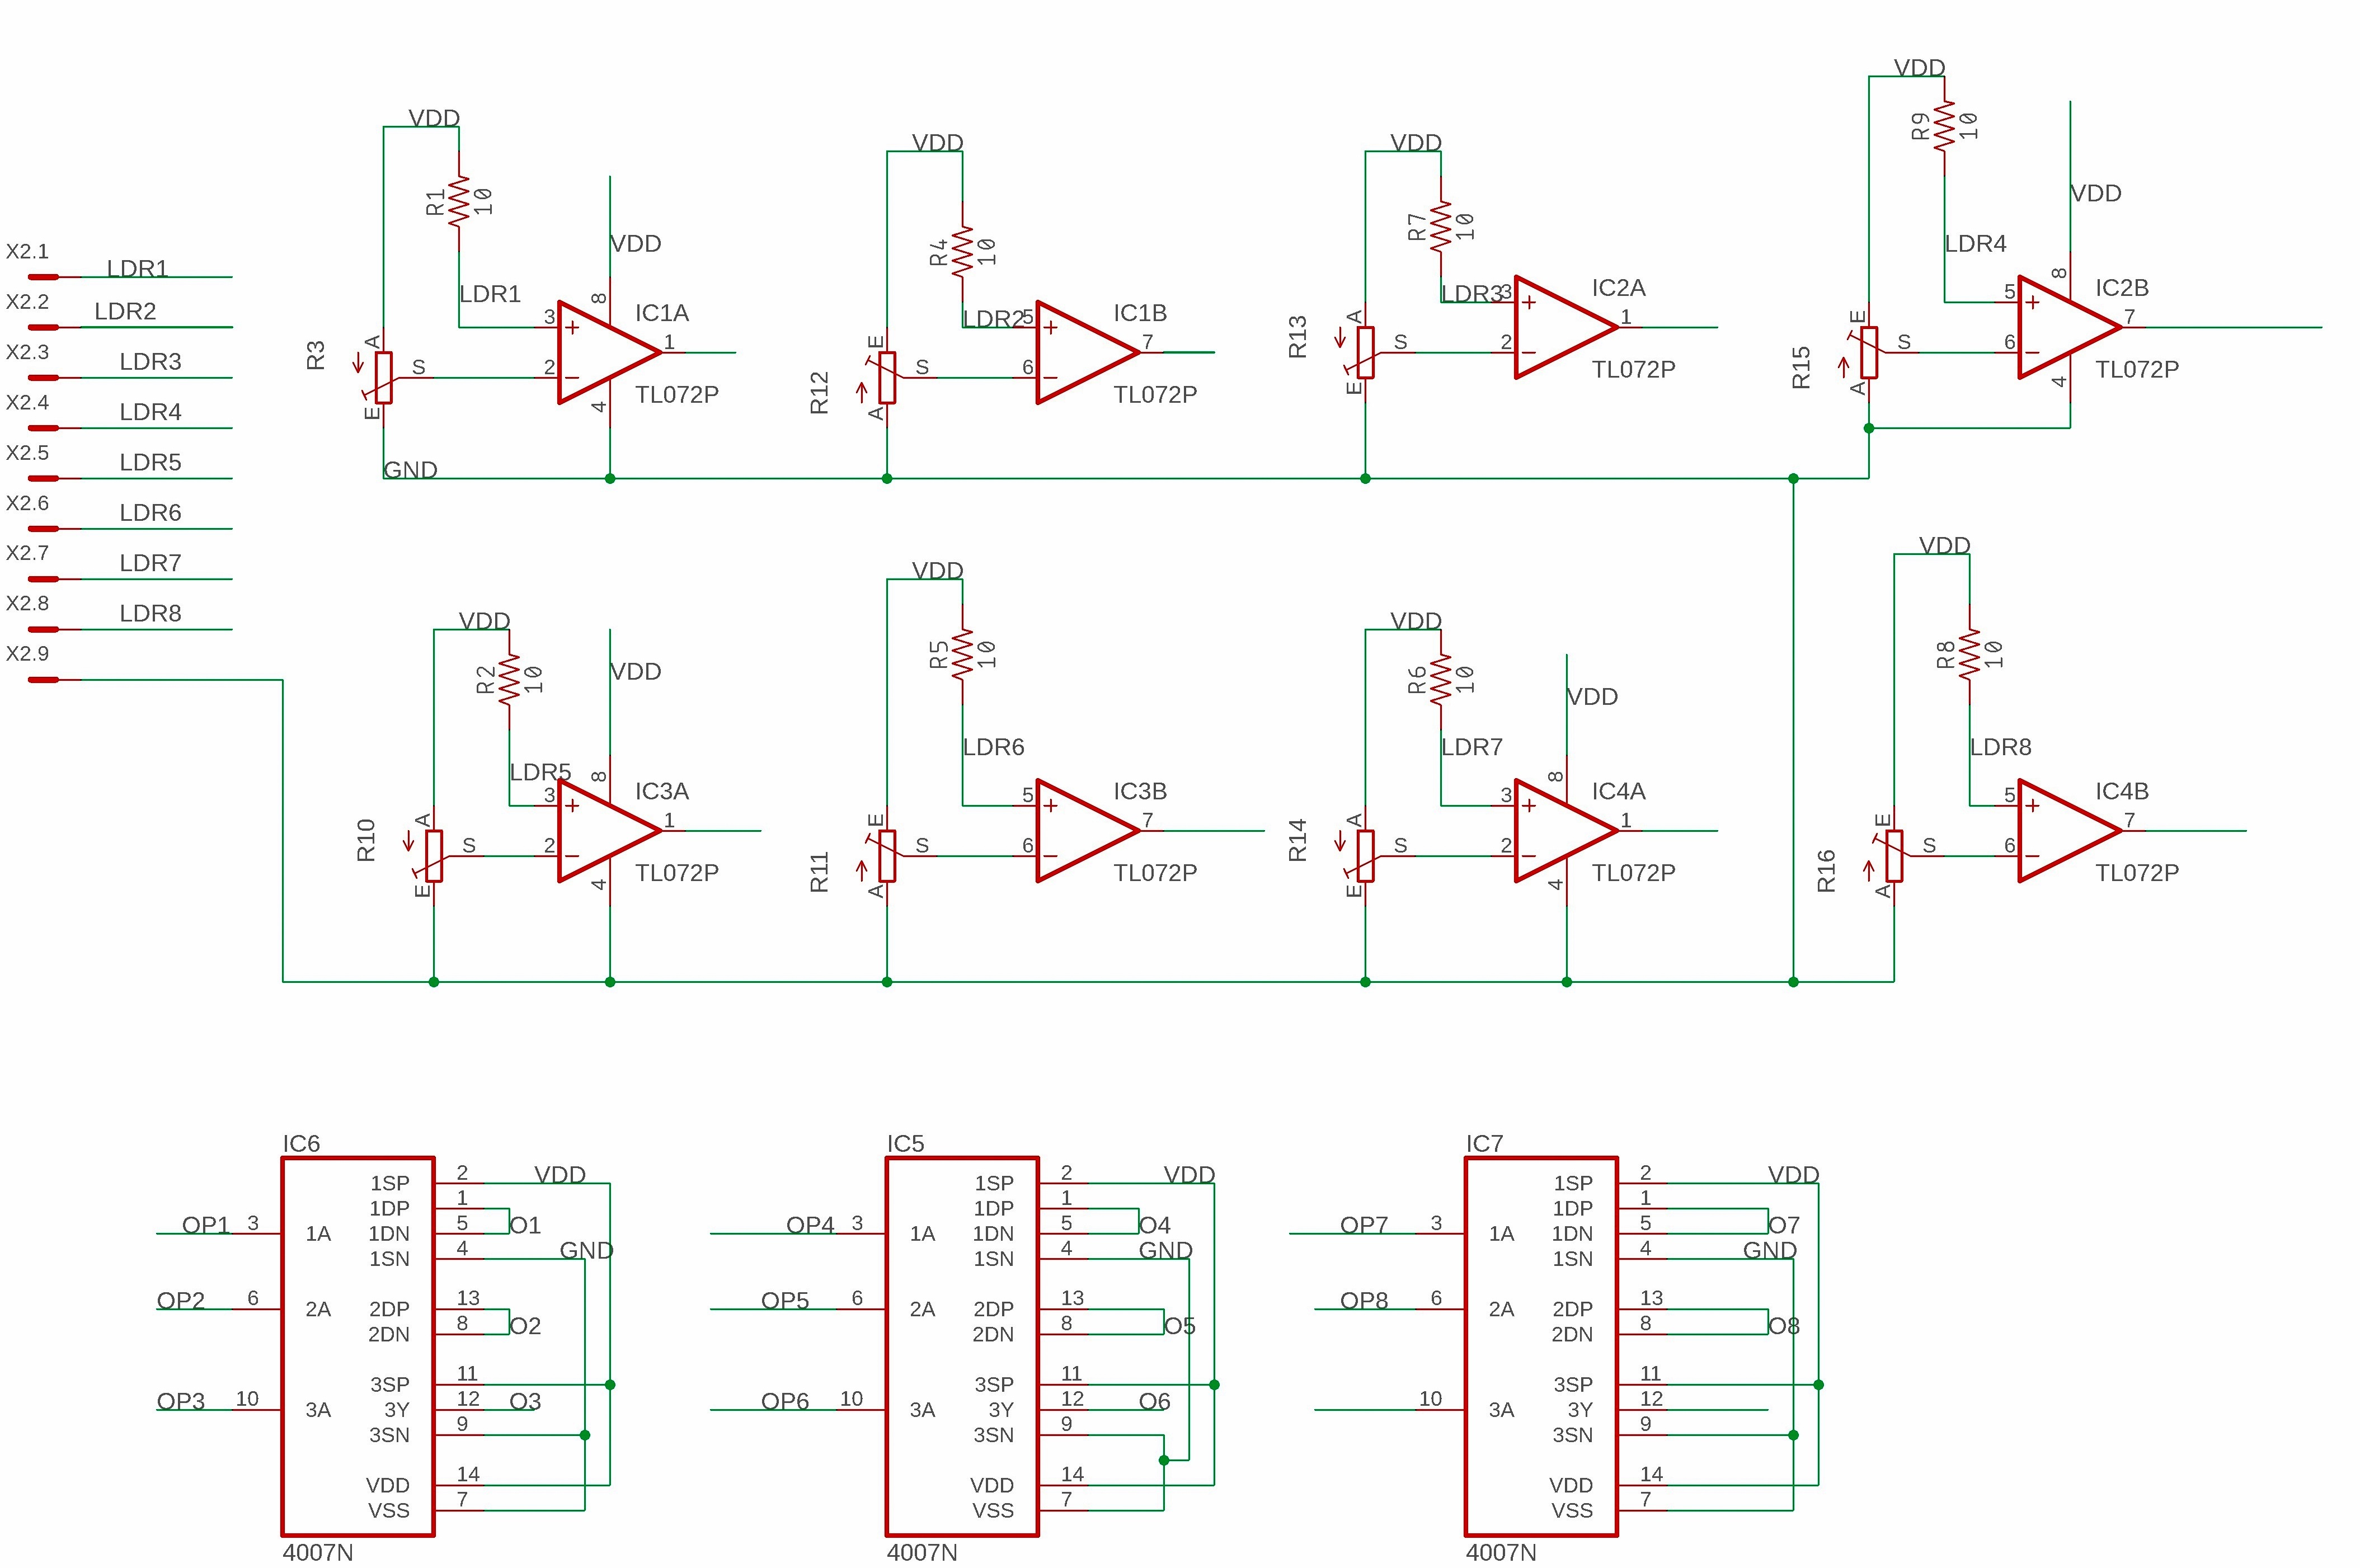 X2.1
LDR1
X2.2
LDR2
X2.3
LDR3
X2.4
LDR4
X2.5
LDR5
X2.6
LDR6
X2.7
LDR7
X2.8
LDR8
X2.9
VDD
R1
10
VDD
LDR1
R3
A
S
E
3
2
8
4
1
IC1A
TL072P
GND
VDD
R4
10
LDR2
R12
E
S
A
5
6
7
IC1B
TL072P
VDD
R7
10
LDR3
R13
A
S
E
3
2
1
IC2A
TL072P
VDD
R9
10
VDD
LDR4
R15
E
S
A
5
6
8
4
7
IC2B
TL072P
VDD
R2
10
VDD
LDR5
R10
A
S
E
3
2
8
4
1
IC3A
TL072P
VDD
R5
10
LDR6
R11
E
S
A
5
6
7
IC3B
TL072P
VDD
R6
10
VDD
LDR7
R14
A
S
E
3
2
8
4
1
IC4A
TL072P
VDD
R8
10
LDR8
R16
E
S
A
5
6
7
IC4B
TL072P
IC6
1SP 2 VDD
1DP 1
OP1 3 1A 1DN 5 O1
1SN 4 GND
OP2 6 2A 2DP 13
2DN 8 O2
3SP 11
OP3 10 3A 3Y 12 O3
3SN 9
VDD 14
VSS 7
4007N
IC5
1SP 2 VDD
1DP 1
OP4 3 1A 1DN 5 O4
1SN 4 GND
OP5 6 2A 2DP 13
2DN 8 O5
3SP 11
OP6 10 3A 3Y 12 O6
3SN 9
VDD 14
VSS 7
4007N
IC7
1SP 2 VDD
1DP 1
OP7 3 1A 1DN 5 O7
1SN 4 GND
OP8 6 2A 2DP 13
2DN 8 O8
3SP 11
10 3A 3Y 12
3SN 9
VDD 14
VSS 7
4007N